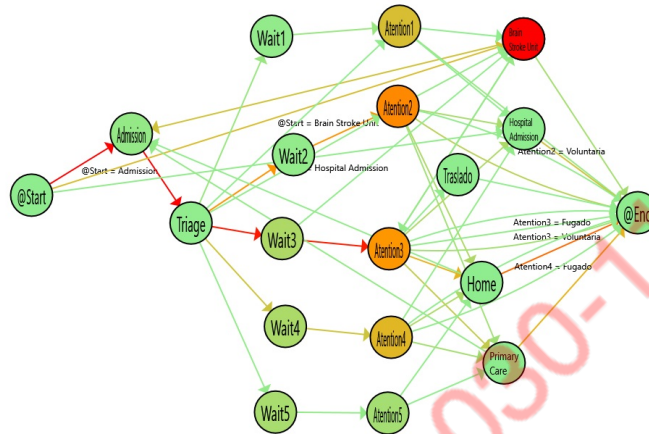 Wait1
Atention1
Brain
Stroke Unit
Admission
@Start = Brain Stroke Unit
Atention2
Hospital
Admission
Wait2
Atention2 = Voluntaria
@Start = Admission
= Hospital Admission
Traslado
@Start
Triage
@End
Atention3 = Fugado
Wait3
Atention3
Atention3 = Voluntaria
Atention4 = Fugado
Home
Wait4
Atention4
Primary
Care
Wait5
Atention5